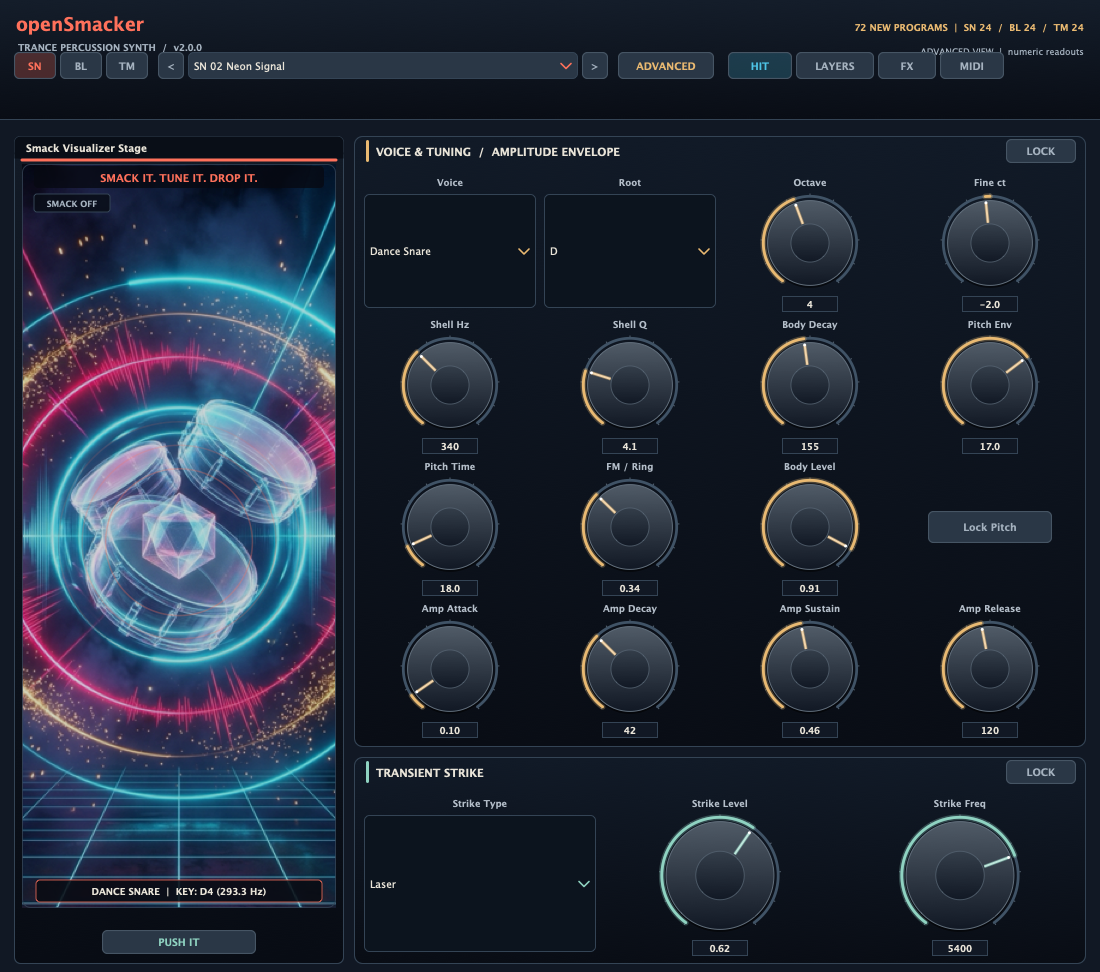 openSmacker
72 NEW PROGRAMS | SN 24 / BL 24 / TM 24
TRANCE PERCUSSION SYNTH / v2.0.0
ADVANCED VIEW | numeric readouts
SN BL TM < SN 02 Neon Signal > ADVANCED HIT LAYERS FX MIDI
Smack Visualizer Stage
SMACK IT. TUNE IT. DROP IT.
SMACK OFF
DANCE SNARE | KEY: D4 (293.3 Hz)
PUSH IT
VOICE & TUNING / AMPLITUDE ENVELOPE LOCK
Voice Root Octave Fine ct
Dance Snare D
4 -2.0
Shell Hz Shell Q Body Decay Pitch Env
340 4.1 155 17.0
Pitch Time FM / Ring Body Level
Lock Pitch
18.0 0.34 0.91
Amp Attack Amp Decay Amp Sustain Amp Release
0.10 42 0.46 120
TRANSIENT STRIKE LOCK
Strike Type Strike Level Strike Freq
Laser
0.62 5400